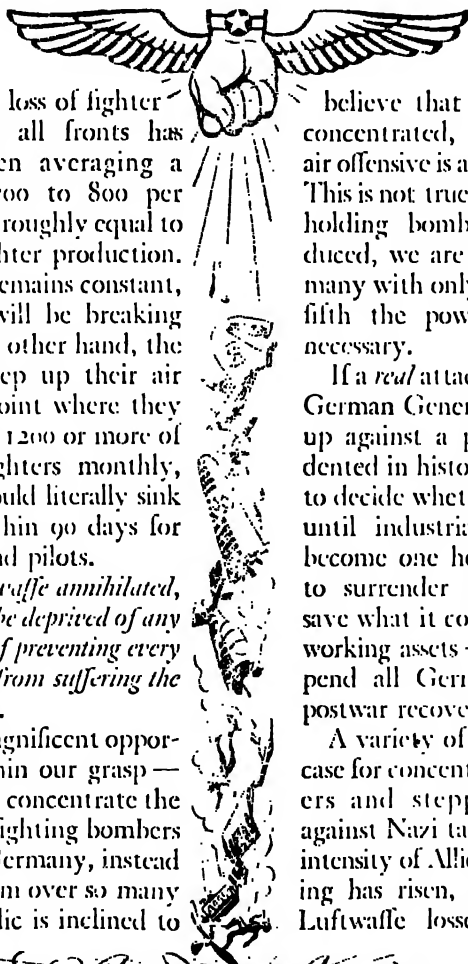 loss of fighter
all fronts has
en averaging a
700 to 800 per
roughly equal to
hter production.
emains constant,
will be breaking
other hand, the
ep up their air
oint where they
1200 or more of
ghters monthly,
ould literally sink
hin 90 days for
nd pilots.
waffe annihilated,
be deprived of any
f preventing every
from suffering the
gnificent oppor-
hin our grasp —
concentrate the
fighting bombers
Germany, instead
m over so many
lic is inclined to
believe that
concentrated,
air offensive is a
This is not true
holding bomb
duced, we are
many with only
fifth the pow
necessary.
If a real attac
German Gener
up against a p
dented in histor
to decide whet
until industria
become one he
to surrender
save what it co
working assets
pend all Germ
postwar recove
A variety of
case for concent
ers and stepp
against Nazi ta
intensity of Alli
ing has risen,
Luftwaffe losse